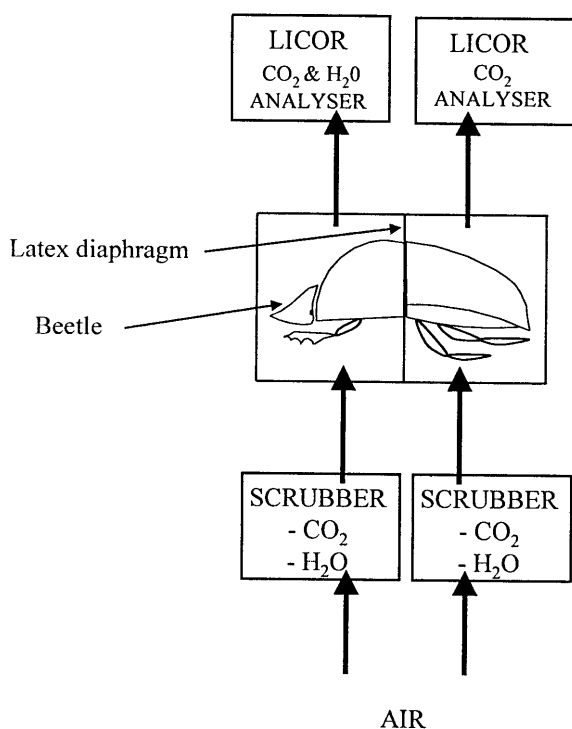 LICOR
CO₂ & H₂0
ANALYSER
LICOR
CO₂
ANALYSER
Latex diaphragm
Beetle
SCRUBBER
- CO₂
- H₂O
SCRUBBER
- CO₂
- H₂O
AIR